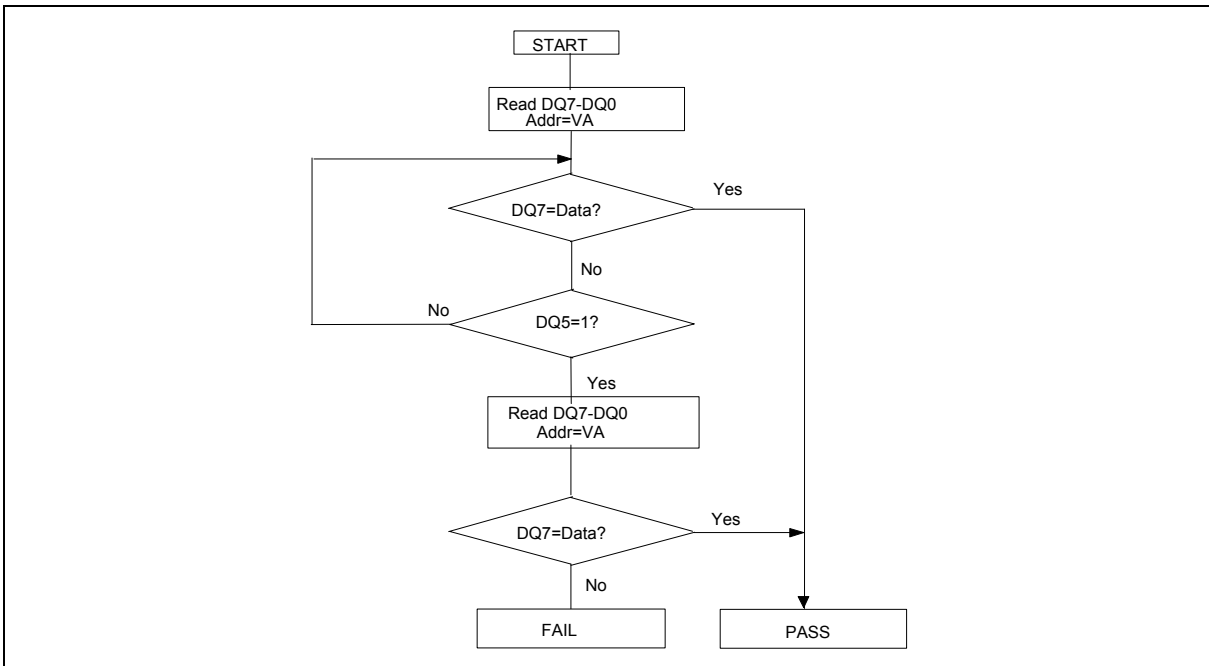 START
Read DQ7-DQ0
Addr=VA
DQ7=Data?
Yes
No
DQ5=1?
No
Yes
Read DQ7-DQ0
Addr=VA
DQ7=Data?
Yes
No
FAIL
PASS